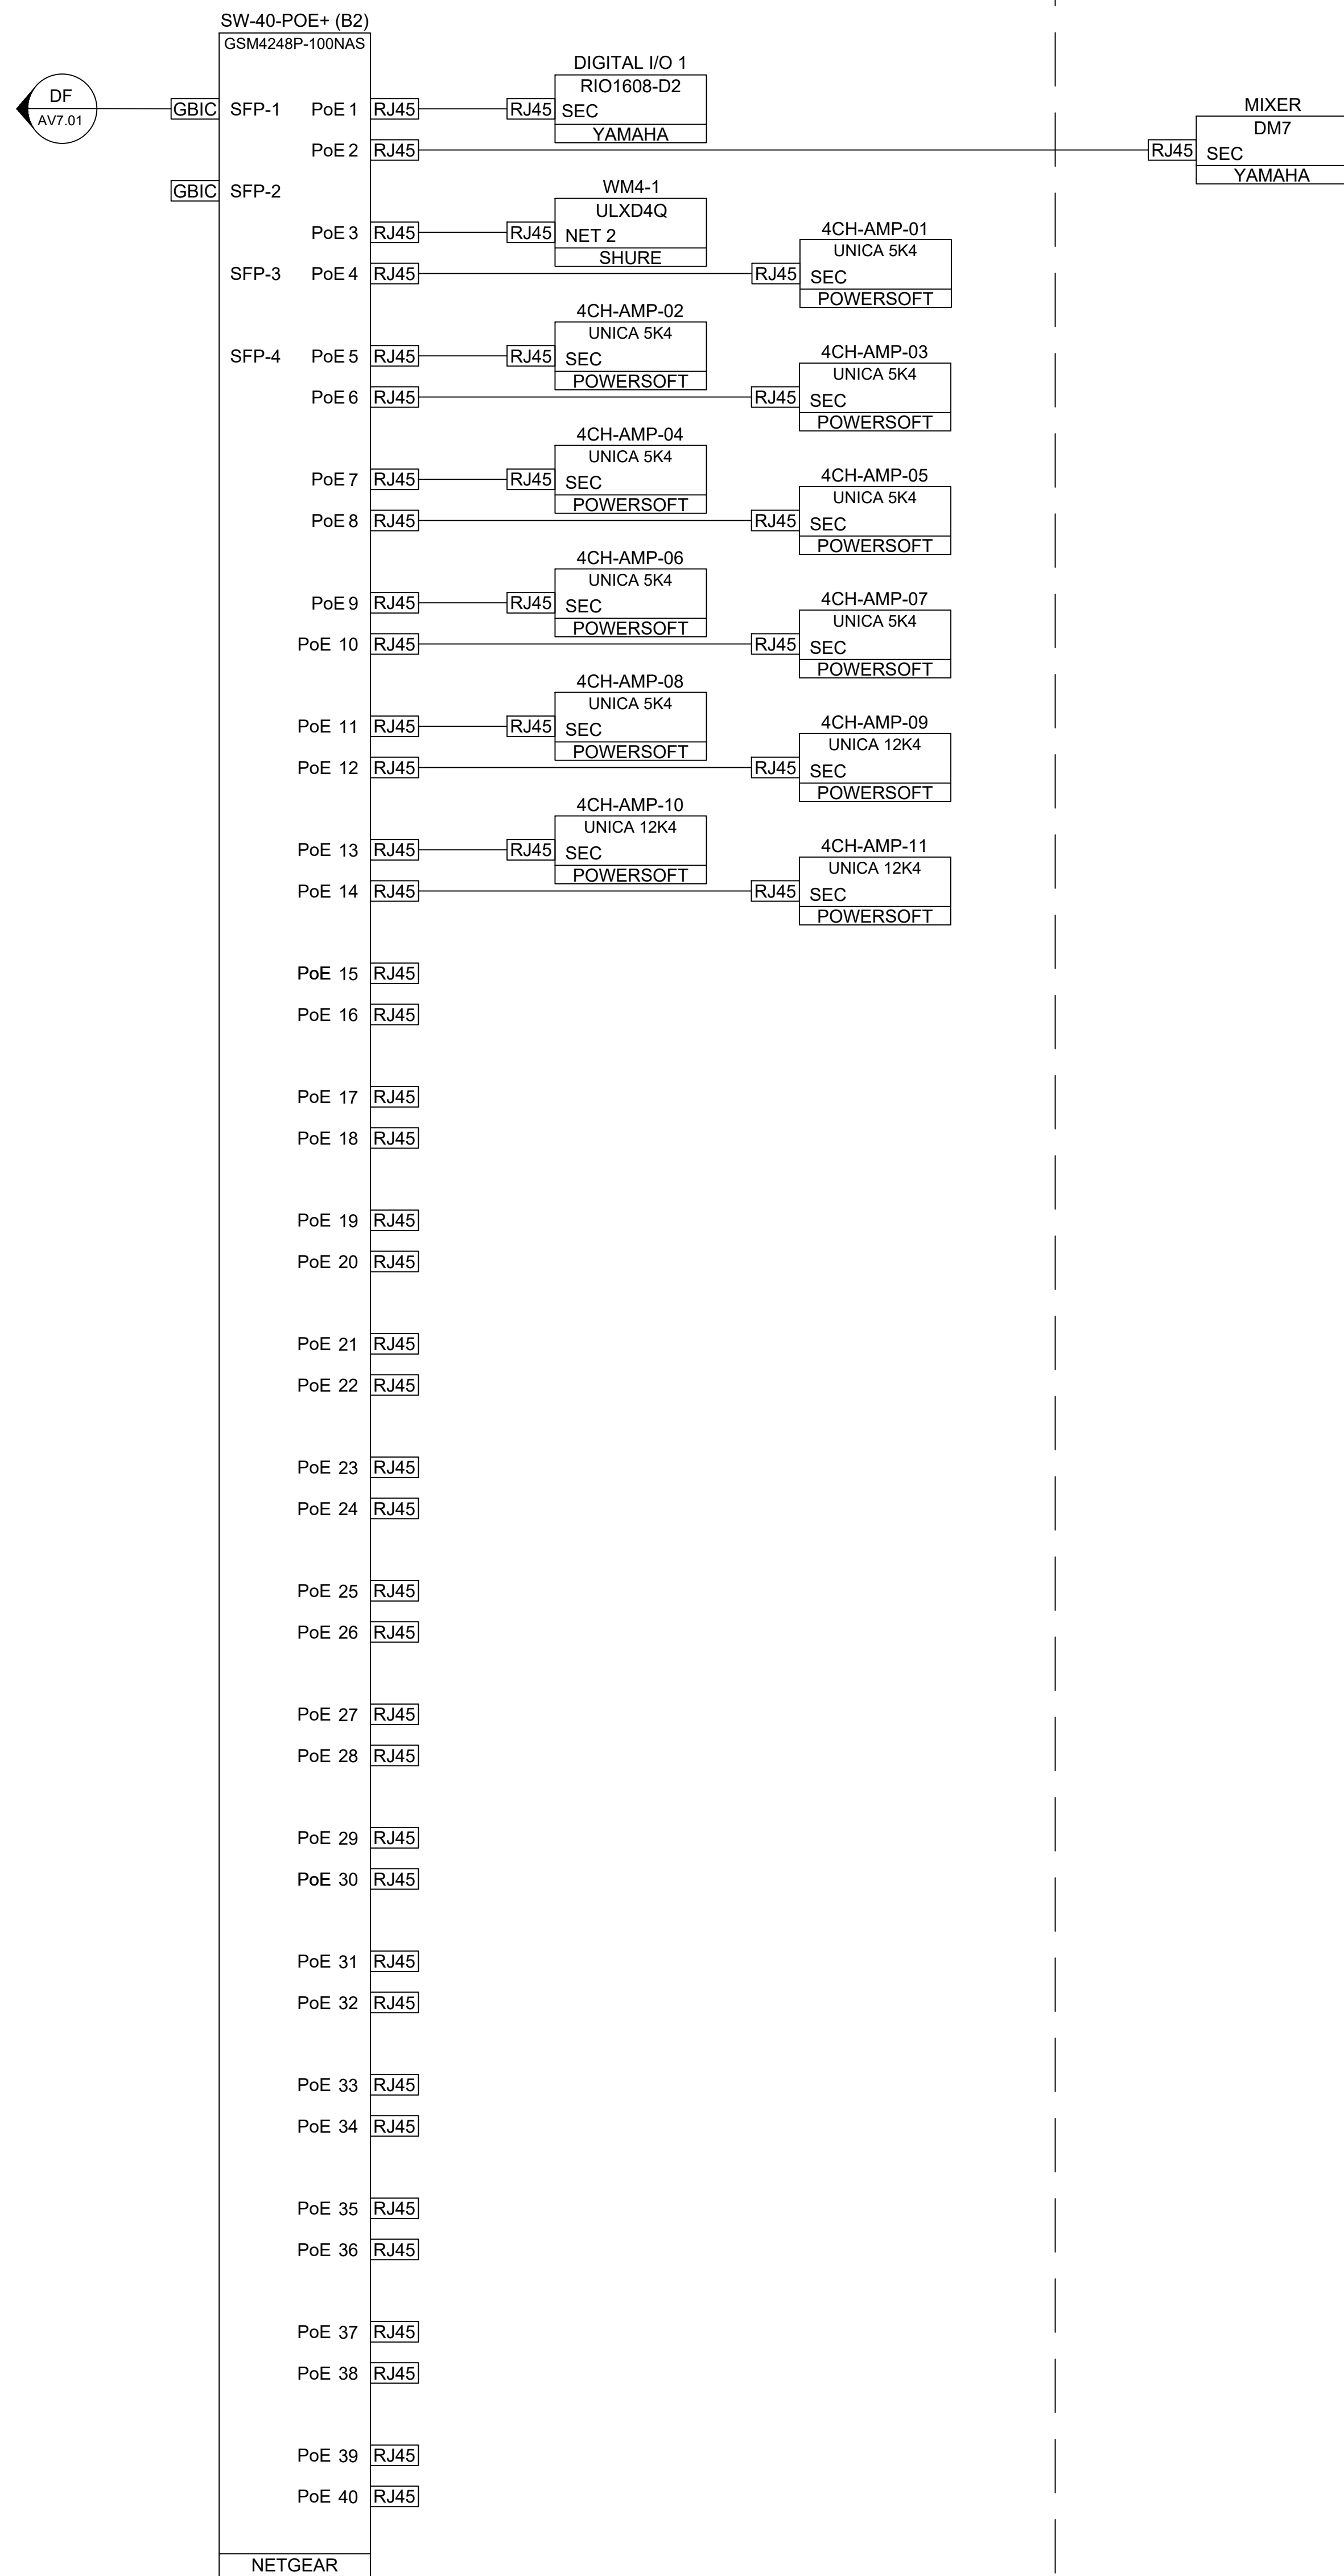 SW-40-POE+ (B2)
GSM4248P-100NAS
DIGITAL I/O 1
RIO1608-D2
DF
AV7.01
GBIC SFP-1 PoE 1 RJ45 RJ45 SEC
YAMAHA
MIXER
DM7
PoE 2 RJ45 RJ45 SEC
YAMAHA
GBIC SFP-2
WM4-1
ULXD4Q
PoE 3 RJ45 RJ45 NET 2
SHURE
4CH-AMP-01
UNICA 5K4
SFP-3 PoE 4 RJ45 RJ45 SEC
POWERSOFT
4CH-AMP-02
UNICA 5K4
SFP-4 PoE 5 RJ45 RJ45 SEC
POWERSOFT
4CH-AMP-03
UNICA 5K4
PoE 6 RJ45 RJ45 SEC
POWERSOFT
4CH-AMP-04
UNICA 5K4
PoE 7 RJ45 RJ45 SEC
POWERSOFT
4CH-AMP-05
UNICA 5K4
PoE 8 RJ45 RJ45 SEC
POWERSOFT
4CH-AMP-06
UNICA 5K4
PoE 9 RJ45 RJ45 SEC
POWERSOFT
4CH-AMP-07
UNICA 5K4
PoE 10 RJ45 RJ45 SEC
POWERSOFT
4CH-AMP-08
UNICA 5K4
PoE 11 RJ45 RJ45 SEC
POWERSOFT
4CH-AMP-09
UNICA 12K4
PoE 12 RJ45 RJ45 SEC
POWERSOFT
4CH-AMP-10
UNICA 12K4
PoE 13 RJ45 RJ45 SEC
POWERSOFT
4CH-AMP-11
UNICA 12K4
PoE 14 RJ45 RJ45 SEC
POWERSOFT
PoE 15 RJ45
PoE 16 RJ45
PoE 17 RJ45
PoE 18 RJ45
PoE 19 RJ45
PoE 20 RJ45
PoE 21 RJ45
PoE 22 RJ45
PoE 23 RJ45
PoE 24 RJ45
PoE 25 RJ45
PoE 26 RJ45
PoE 27 RJ45
PoE 28 RJ45
PoE 29 RJ45
PoE 30 RJ45
PoE 31 RJ45
PoE 32 RJ45
PoE 33 RJ45
PoE 34 RJ45
PoE 35 RJ45
PoE 36 RJ45
PoE 37 RJ45
PoE 38 RJ45
PoE 39 RJ45
PoE 40 RJ45
NETGEAR